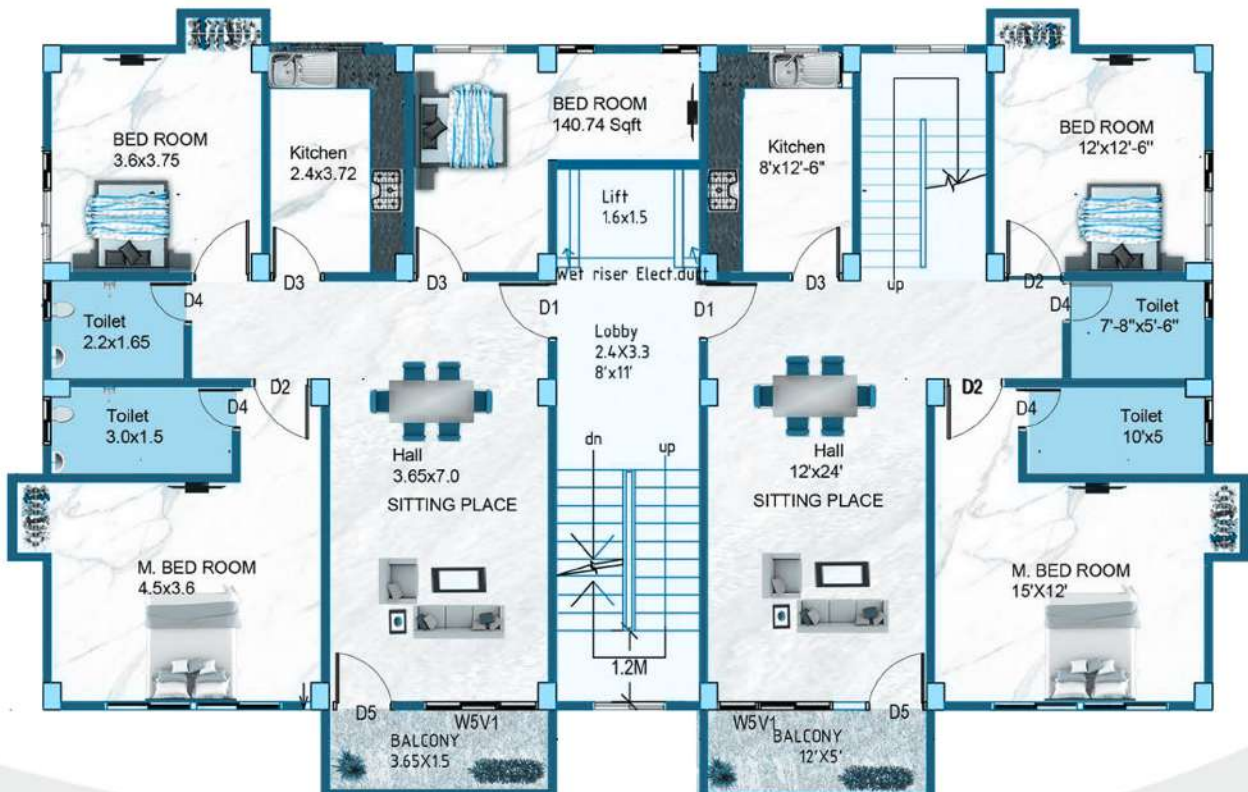 BED ROOM
3.6x3.75
Kitchen
2.4x3.72
BED ROOM
140.74 Sqft
Kitchen
8'x12'-6"
BED ROOM
12'x12'-6"
Lift
1.6x1.5
Wet riser Elect.duct
D3
D3
D1
D1
D3
up
D2
D4
Toilet
2.2x1.65
D4
Toilet
7'-8"x5'-6"
Lobby
2.4X3.3
8'x11'
D2
D4
Toilet
3.0x1.5
D2
D4
Toilet
10'x5
Hall
3.65x7.0
SITTING PLACE
dn
up
Hall
12'x24'
SITTING PLACE
M. BED ROOM
4.5x3.6
M. BED ROOM
15'X12'
1.2M
D5
W5V1
BALCONY
3.65X1.5
W5V1
D5
BALCONY
12'X5'